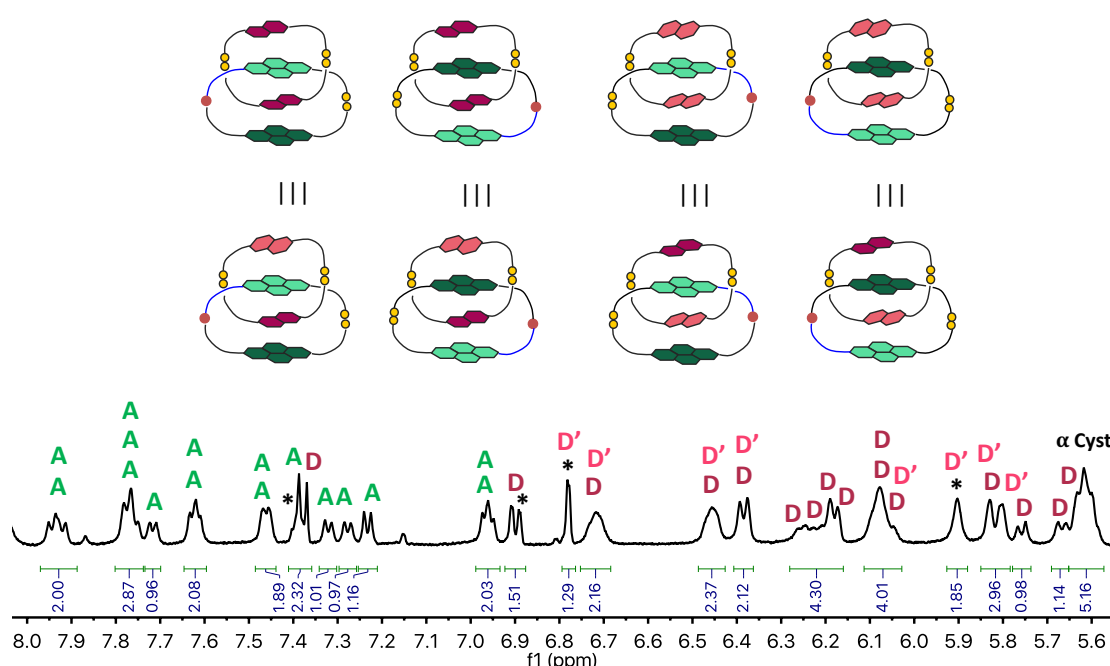 | | | | | | | | | | | |
A
A A D' D' D
A A A A A D A D' D D' D'
A A A A D * D' D D D D' D' D D' D α Cyst
A A * A A A A D * * D D D D D D * D D' D
2.00 2.87 0.96 2.08 1.89 2.32 1.01 0.97 1.16 2.03 1.51 1.29 2.16 2.37 2.12 4.30 4.01 1.85 2.96 0.98 1.14 5.16
8.0 7.9 7.8 7.7 7.6 7.5 7.4 7.3 7.2 7.1 7.0 6.9 6.8 6.7 6.6 6.5 6.4 6.3 6.2 6.1 6.0 5.9 5.8 5.7 5.6
f1 (ppm)